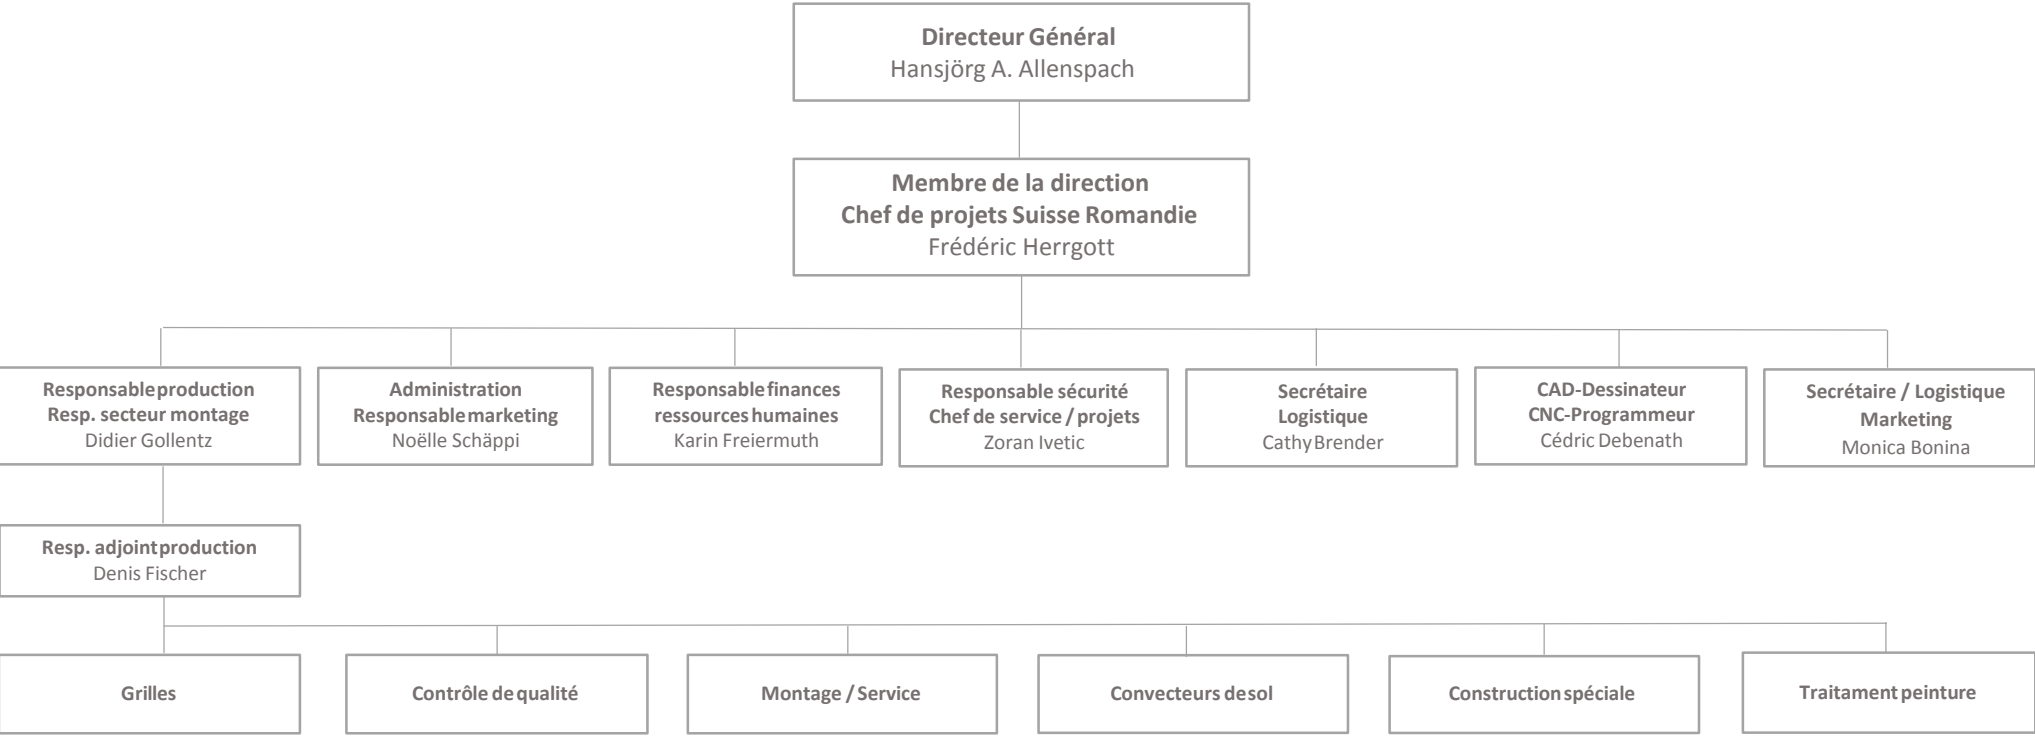 Directeur Général
Hansjörg A. Allenspach
Membre de la direction
Chef de projets Suisse Romandie
Frédéric Herrgott
Responsable production
Resp. secteur montage
Didier Gollentz
Administration
Responsable marketing
Noëlle Schäppi
Responsable finances
ressources humaines
Karin Freiermuth
Responsable sécurité
Chef de service / projets
Zoran Ivetic
Secrétaire
Logistique
Cathy Brender
CAD-Dessinateur
CNC-Programmeur
Cédric Debenath
Secrétaire / Logistique
Marketing
Monica Bonina
Resp. adjoint production
Denis Fischer
Grilles
Contrôle de qualité
Montage / Service
Convecteurs de sol
Construction spéciale
Traitament peinture